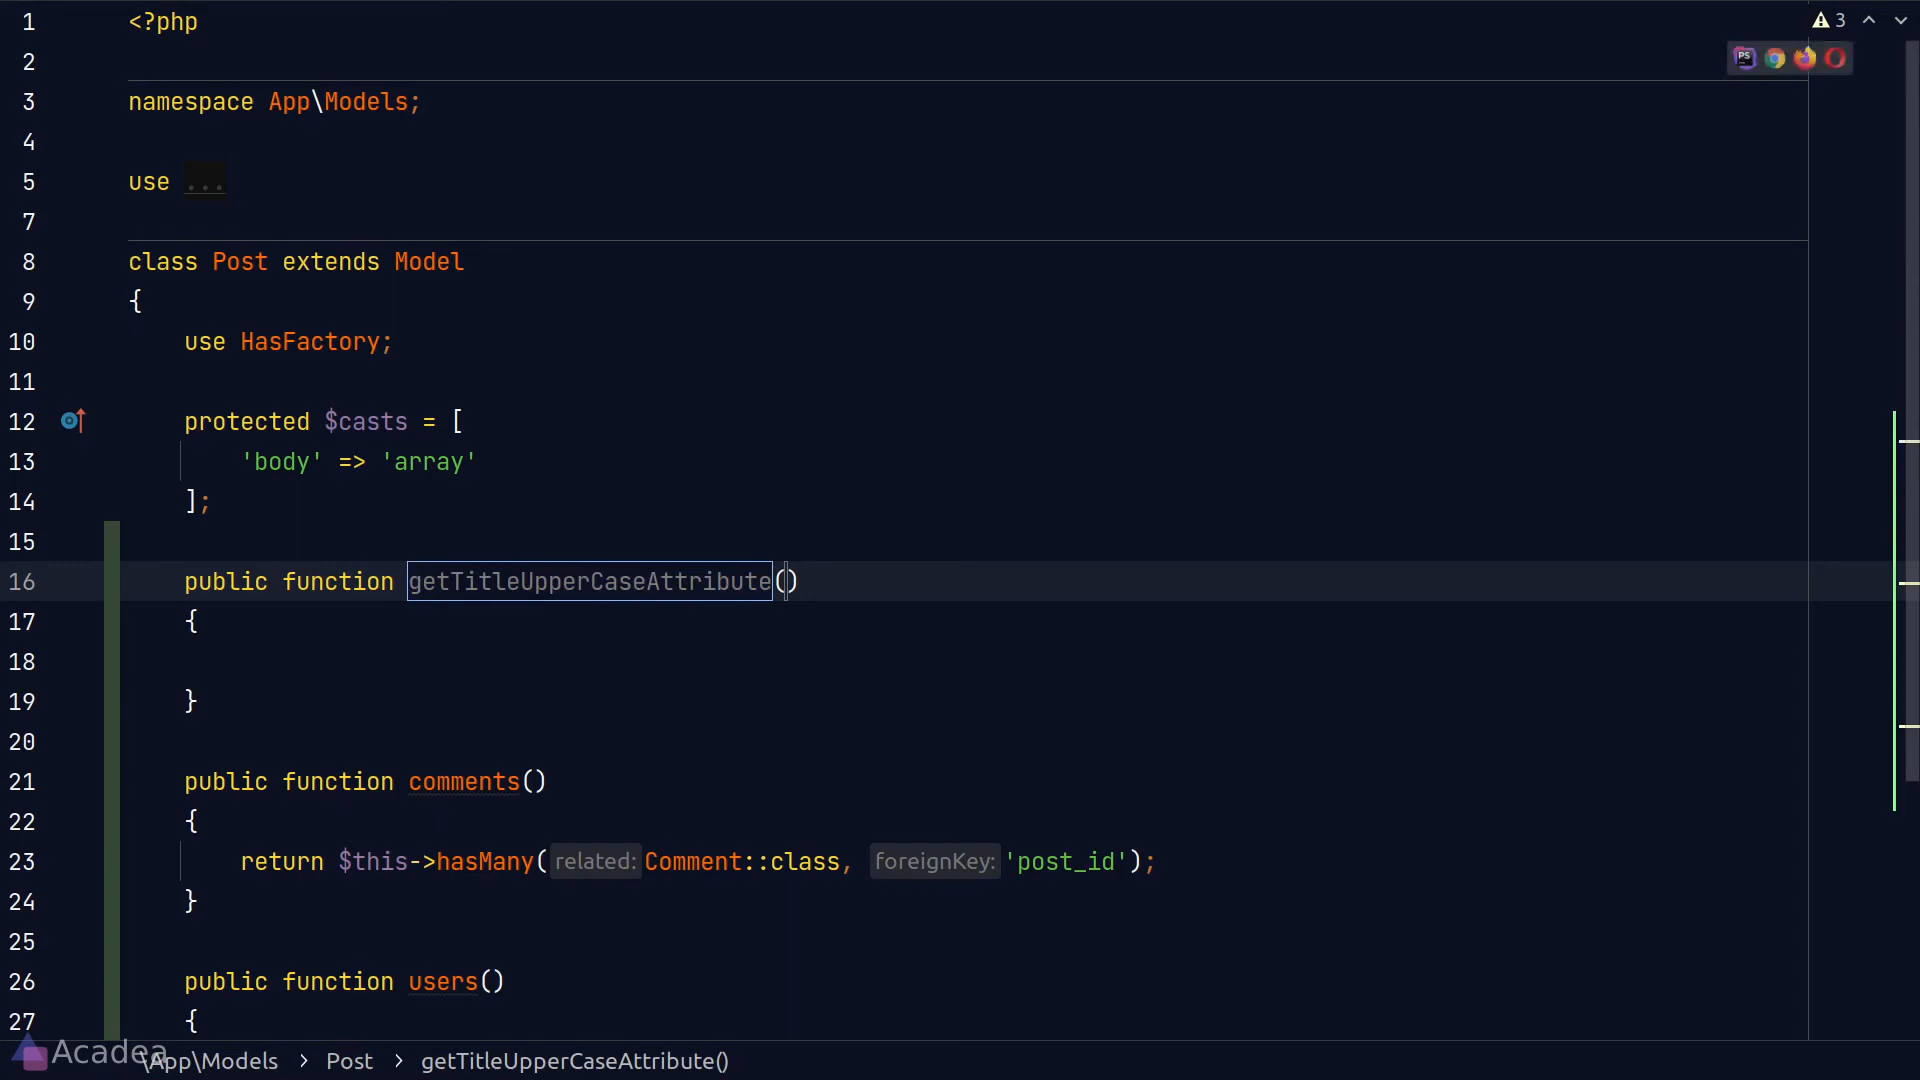 1 <?php
⚠ 3
2
3 namespace App\Models;
4
5 use ...
7
8 class Post extends Model
9 {
10     use HasFactory;
11
12     protected $casts = [
13         'body' => 'array'
14     ];
15
16     public function getTitleUpperCaseAttribute()
17     {
18
19     }
20
21     public function comments()
22     {
23         return $this->hasMany( related: Comment::class, foreignKey: 'post_id');
24     }
25
26     public function users()
27     {
Acadea
\App\Models > Post > getTitleUpperCaseAttribute()